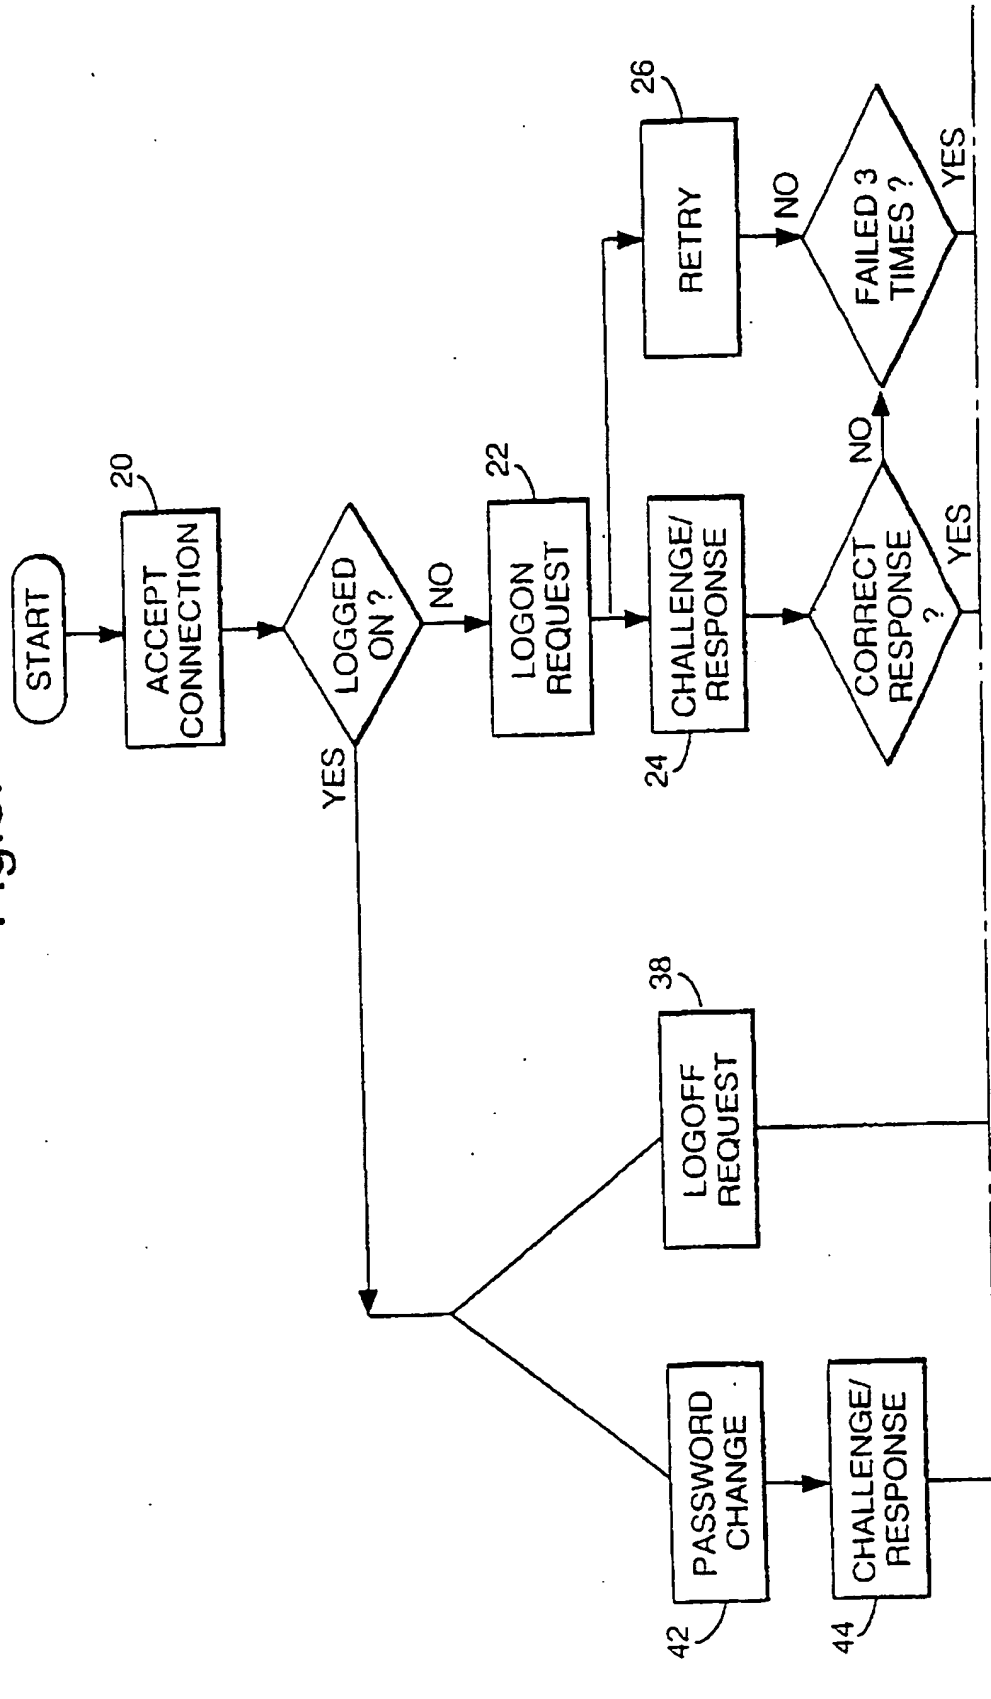 START
20
ACCEPT
CONNECTION
YES
LOGGED
ON ?
NO
22
LOGON
REQUEST
26
RETRY
38
LOGOFF
REQUEST
24
CHALLENGE/
RESPONSE
42
PASSWORD
CHANGE
NO
FAILED 3
TIMES ?
YES
NO
CORRECT
RESPONSE
?
YES
44
CHALLENGE/
RESPONSE